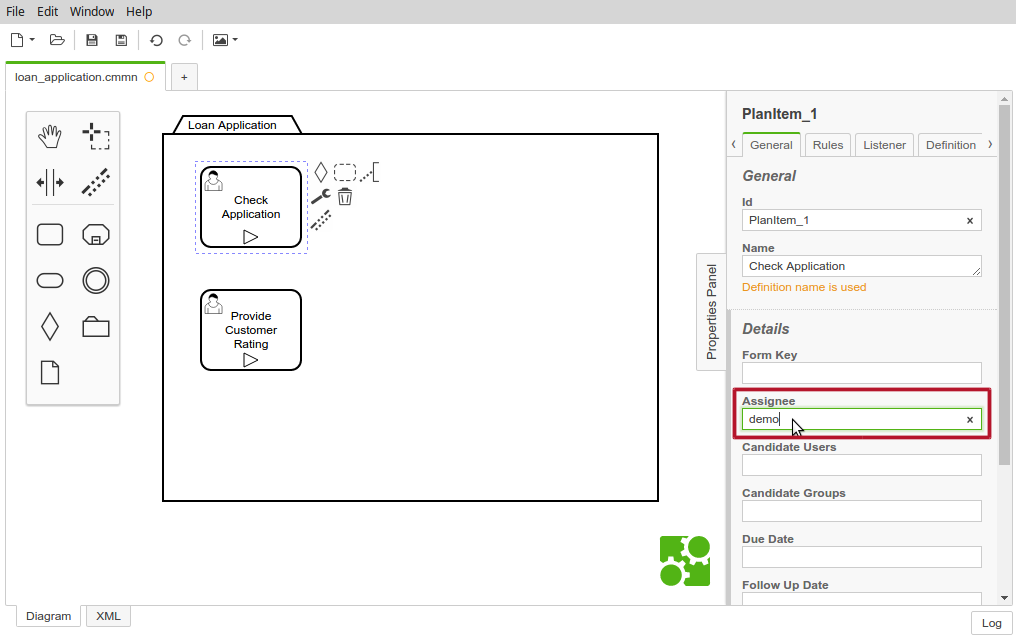 File Edit Window Help
loan_application.cmmn
+
Loan Application
Check
Application
Provide
Customer
Rating
Properties Panel
PlanItem_1
General Rules Listener Definition
General
Id
PlanItem_1 ×
Name
Check Application
Definition name is used
Details
Form Key
Assignee
demo ×
Candidate Users
Candidate Groups
Due Date
Follow Up Date
Diagram XML
Log